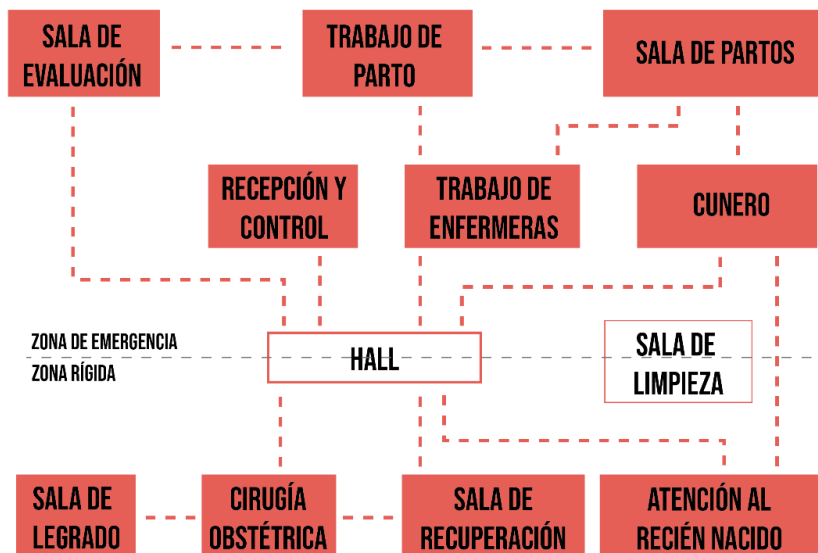 SALA DE
EVALUACIÓN
TRABAJO DE
PARTO
SALA DE PARTOS
RECEPCIÓN Y
CONTROL
TRABAJO DE
ENFERMERAS
CUNERO
ZONA DE EMERGENCIA
ZONA RÍGIDA
HALL
SALA DE
LIMPIEZA
SALA DE
LEGRADO
CIRUGÍA
OBSTÉTRICA
SALA DE
RECUPERACIÓN
ATENCIÓN AL
RECIÉN NACIDO